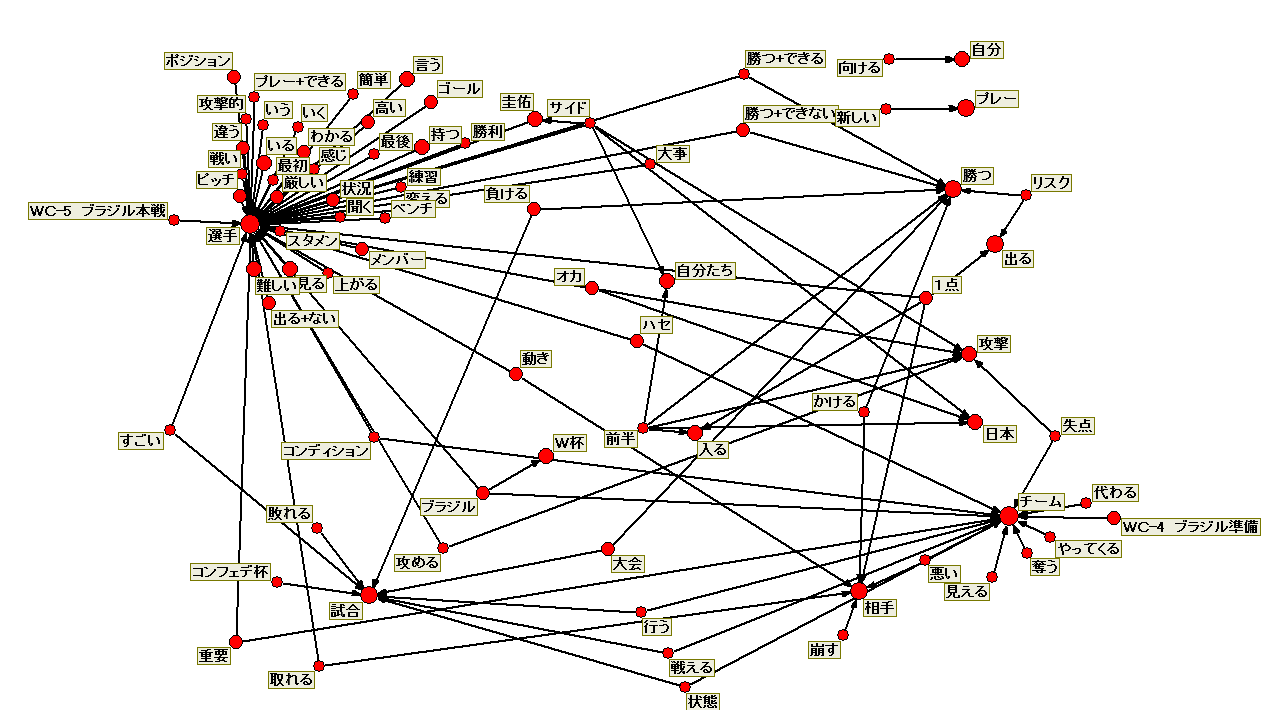 自分
勝つ+できる
ポジション
向ける
言う
プレー+できる
簡単
ゴール
プレー
圭佑
サイド
攻撃的
いう
いく
高い
勝つ+できない
新しい
違う
わかる
持つ
勝利
最後
いる
戦い
感じ
大事
最初
ピッチ
厳しい
練習
勝つ
リスク
状況
負ける
変える
聞く
ベンチ
WC-5 ブラジル本戦
選手
スタメン
メンバー
出る
難しい
見る
上がる
オカ
自分たち
1点
出る+ない
ハセ
攻撃
動き
かける
すごい
コンディション
W杯
前半
入る
日本
失点
ブラジル
チーム
代わる
敗れる
WC-4 ブラジル準備
やってくる
攻める
大会
奪う
コンフェデ杯
悪い
見える
試合
相手
行う
崩す
重要
戦える
取れる
状態